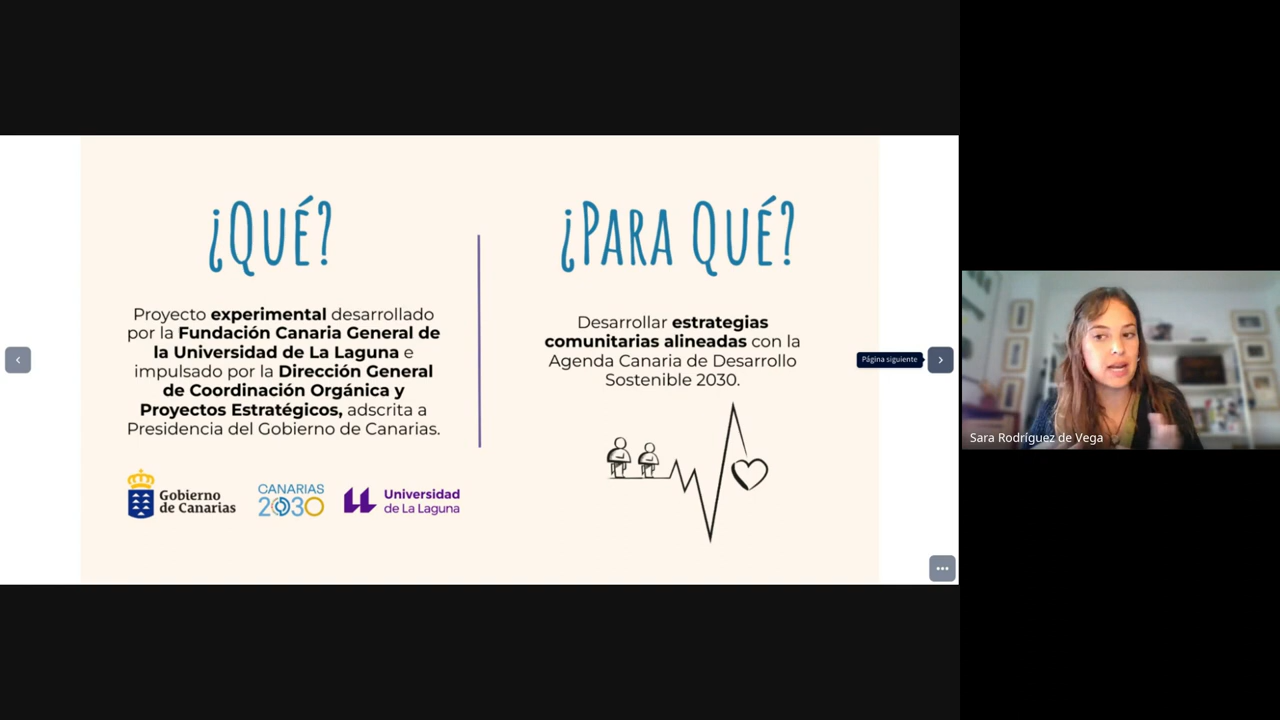 ¿QUÉ?
Proyecto experimental desarrollado
por la Fundación Canaria General de
la Universidad de La Laguna e
impulsado por la Dirección General
de Coordinación Orgánica y
Proyectos Estratégicos, adscrita a
Presidencia del Gobierno de Canarias.
Gobierno
de Canarias
CANARIAS
2030
Universidad
de La Laguna
¿PARA QUÉ?
Desarrollar estrategias
comunitarias alineadas con la
Agenda Canaria de Desarrollo
Sostenible 2030.
Página siguiente
Sara Rodríguez de Vega